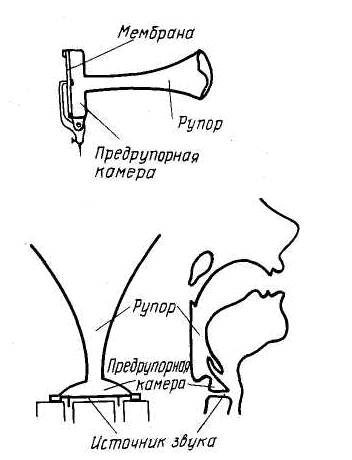 Мембрана
Рупор
Предрупорная
камера
Рупор
Предрупорная
камера
Источник звука